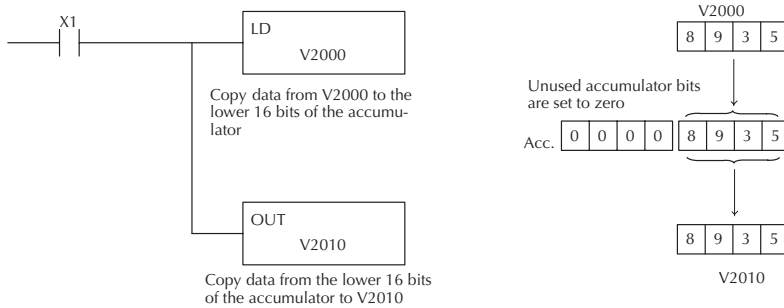 X1
LD
V2000
Copy data from V2000 to the
lower 16 bits of the accumu-
lator
OUT
V2010
Copy data from the lower 16 bits
of the accumulator to V2010
V2000
8 9 3 5
Unused accumulator bits
are set to zero
Acc. 0 0 0 0 8 9 3 5
8 9 3 5
V2010